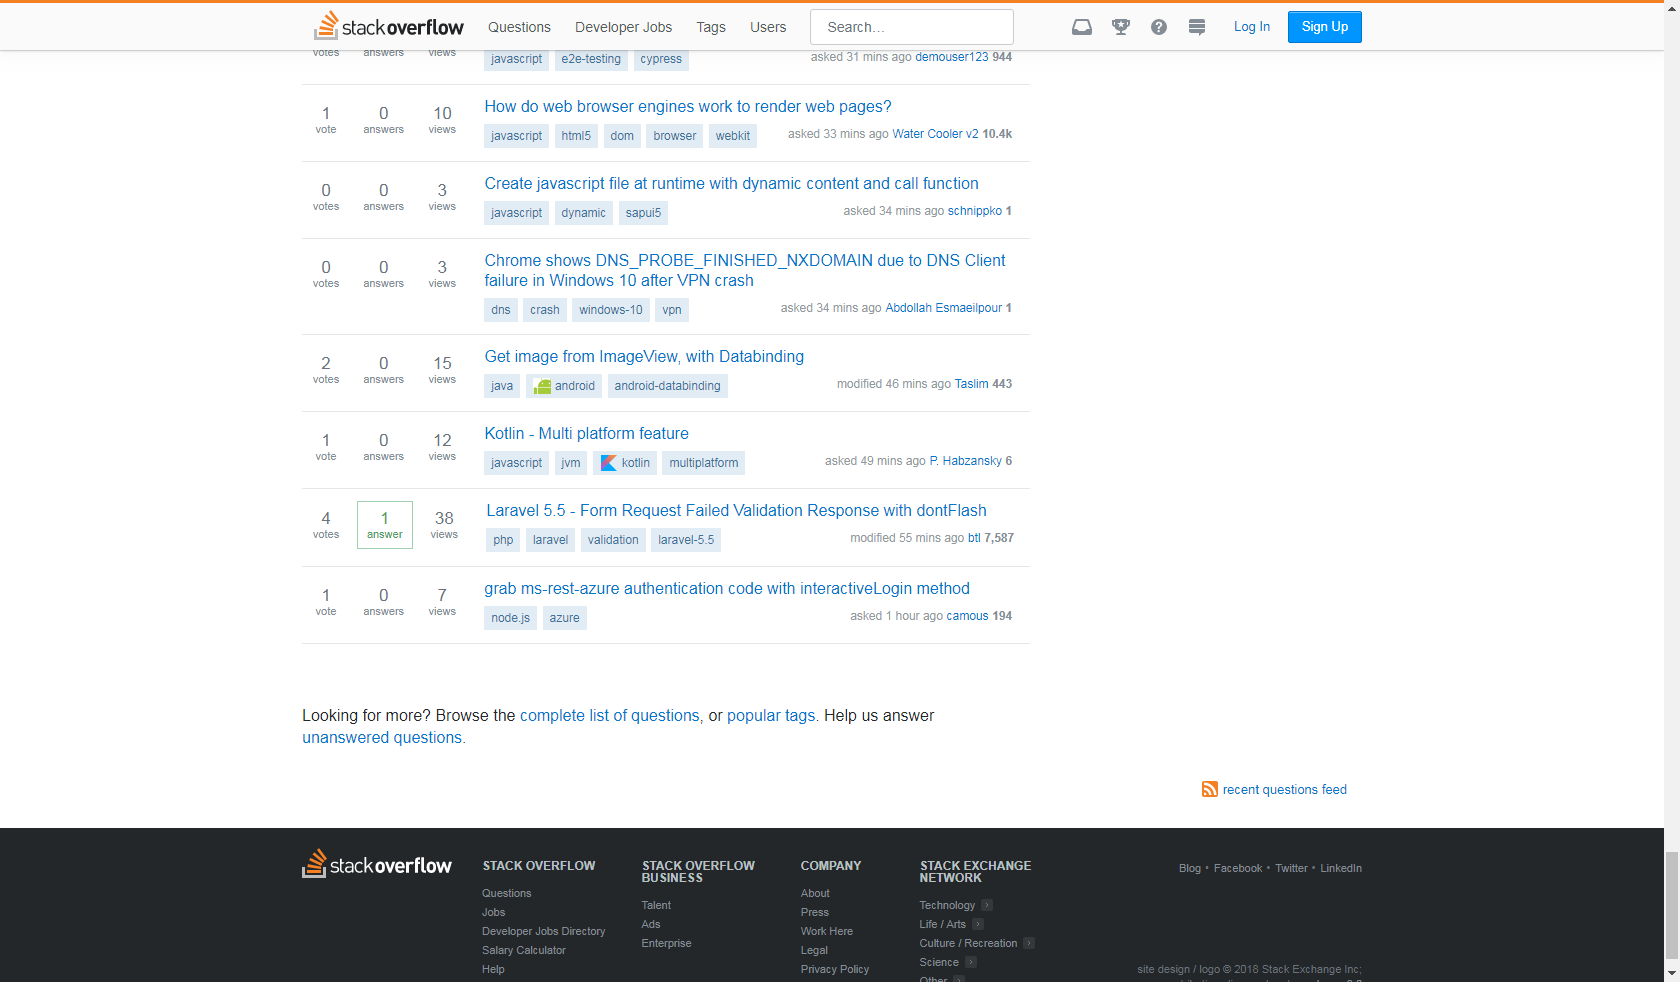 stackoverflow Questions Developer Jobs Tags Users Search... Log In Sign Up
votes answers views
javascript e2e-testing cypress asked 31 mins ago demouser123 944
How do web browser engines work to render web pages?
1 0 10
vote answers views
javascript html5 dom browser webkit asked 33 mins ago Water Cooler v2 10.4k
Create javascript file at runtime with dynamic content and call function
0 0 3
votes answers views
javascript dynamic sapui5 asked 34 mins ago schnippko 1
Chrome shows DNS_PROBE_FINISHED_NXDOMAIN due to DNS Client
failure in Windows 10 after VPN crash
0 0 3
votes answers views
dns crash windows-10 vpn asked 34 mins ago Abdollah Esmaeilpour 1
Get image from ImageView, with Databinding
2 0 15
votes answers views
java android android-databinding modified 46 mins ago Taslim 443
Kotlin - Multi platform feature
1 0 12
vote answers views
javascript jvm kotlin multiplatform asked 49 mins ago P. Habzansky 6
Laravel 5.5 - Form Request Failed Validation Response with dontFlash
4 1 38
votes answer views
php laravel validation laravel-5.5 modified 55 mins ago btl 7,587
grab ms-rest-azure authentication code with interactiveLogin method
1 0 7
vote answers views
node.js azure asked 1 hour ago camous 194
Looking for more? Browse the complete list of questions, or popular tags. Help us answer
unanswered questions.
recent questions feed
stackoverflow
STACK OVERFLOW
Questions
Jobs
Developer Jobs Directory
Salary Calculator
Help
STACK OVERFLOW
BUSINESS
Talent
Ads
Enterprise
COMPANY
About
Press
Work Here
Legal
Privacy Policy
STACK EXCHANGE
NETWORK
Technology
Life / Arts
Culture / Recreation
Science
Other
Blog • Facebook • Twitter • LinkedIn
site design / logo © 2018 Stack Exchange Inc;